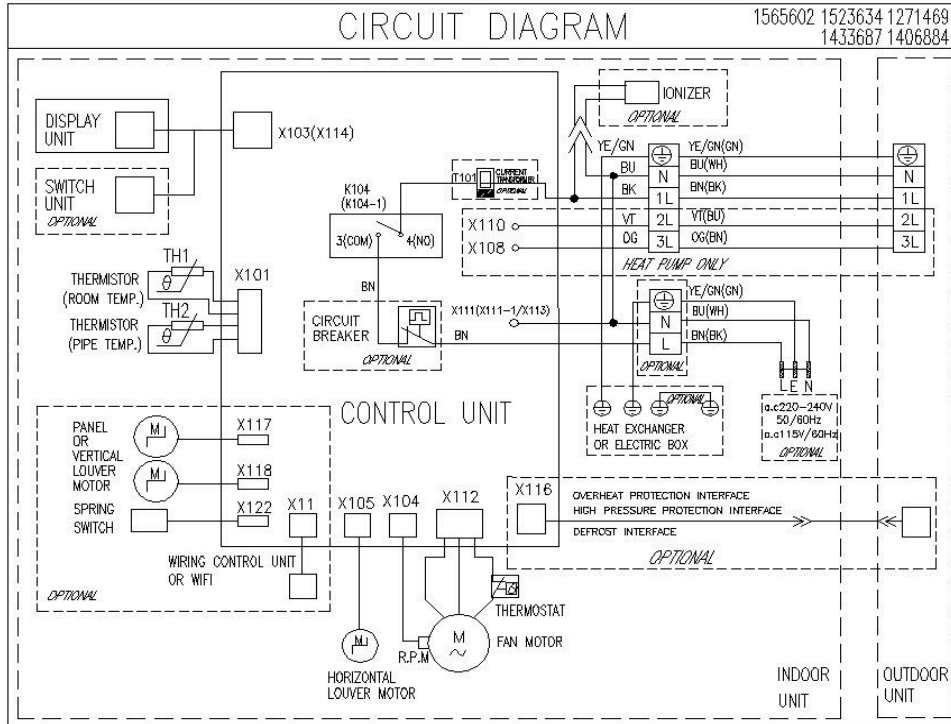 CIRCUIT DIAGRAM
1565602 1523634 1271469
1433687 1406884
DISPLAY
UNIT
X103(X114)
SWITCH
UNIT
OPTIONAL
IONIZER
OPTIONAL
T101
CURRENT
TRANSFORMER
OPTIONAL
YE/GN
YE/GN(GN)
BU
N
BU(WH)
N
BK
1L
BN(BK)
1L
K104
(K104-1)
3(COM)
4(NO)
X110
VT
2L
VT(BU)
2L
X108
OG
3L
OG(BN)
3L
HEAT PUMP ONLY
TH1
THERMISTOR
(ROOM TEMP.)
X101
TH2
THERMISTOR
(PIPE TEMP.)
θ
θ
BN
CIRCUIT
BREAKER
OPTIONAL
X111(X111-1/X113)
BN
YE/GN(GN)
N
BU(WH)
L
BN(BK)
OPTIONAL
L E N
a.c220-240V
50/60Hz
a.c115V/60Hz
OPTIONAL
OPTIONAL
HEAT EXCHANGER
OR ELECTRIC BOX
CONTROL UNIT
PANEL
OR
VERTICAL
LOUVER
MOTOR
M
M
X117
X118
SPRING
SWITCH
X122
X11
X105
X104
X112
WIRING CONTROL UNIT
OR WIFI
OPTIONAL
X116
OVERHEAT PROTECTION INTERFACE
HIGH PRESSURE PROTECTION INTERFACE
DEFROST INTERFACE
OPTIONAL
THERMOSTAT
M
R.P.M
M
FAN MOTOR
HORIZONTAL
LOUVER MOTOR
INDOOR
UNIT
OUTDOOR
UNIT